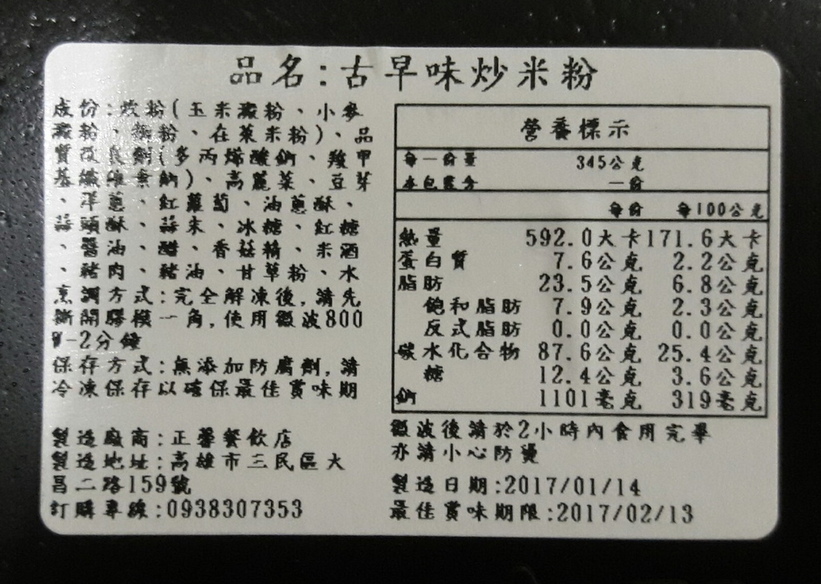 品名:古早味炒米粉
成份:炊粉(玉米澱粉、小麥
澱粉、粄粉、在萊米粉)、品
質改良劑(多丙烯酸鈉、羧甲
基纖維素鈉)、高麗菜、豆芽
、洋蔥、紅蘿蔔、油蔥酥、
蒜頭酥、蒜末、冰糖、紅糖
、醬油、醋、香菇精、米酒
、豬肉、豬油、甘草粉、水
烹調方式:完全解凍後,請先
撕開膠模一角,使用微波800
-2分鐘
保存方式:無添加防腐劑,請
冷凍保存以確保最佳賞味期
製造廠商:正馨餐飲店
製造地址:高雄市三民區大
昌二路159號
訂購專線:0938307353
營養標示
每一份量 345公克
本包裝含 一份
每份 每100公克
熱量 592.0大卡 171.6大卡
蛋白質 7.6公克 2.2公克
脂肪 23.5公克 6.8公克
飽和脂肪 7.9公克 2.3公克
反式脂肪 0.0公克 0.0公克
碳水化合物 87.6公克 25.4公克
糖 12.4公克 3.6公克
鈉 1101毫克 319毫克
微波後請於2小時內食用完畢
亦請小心防燙
製造日期:2017/01/14
最佳賞味期限:2017/02/13